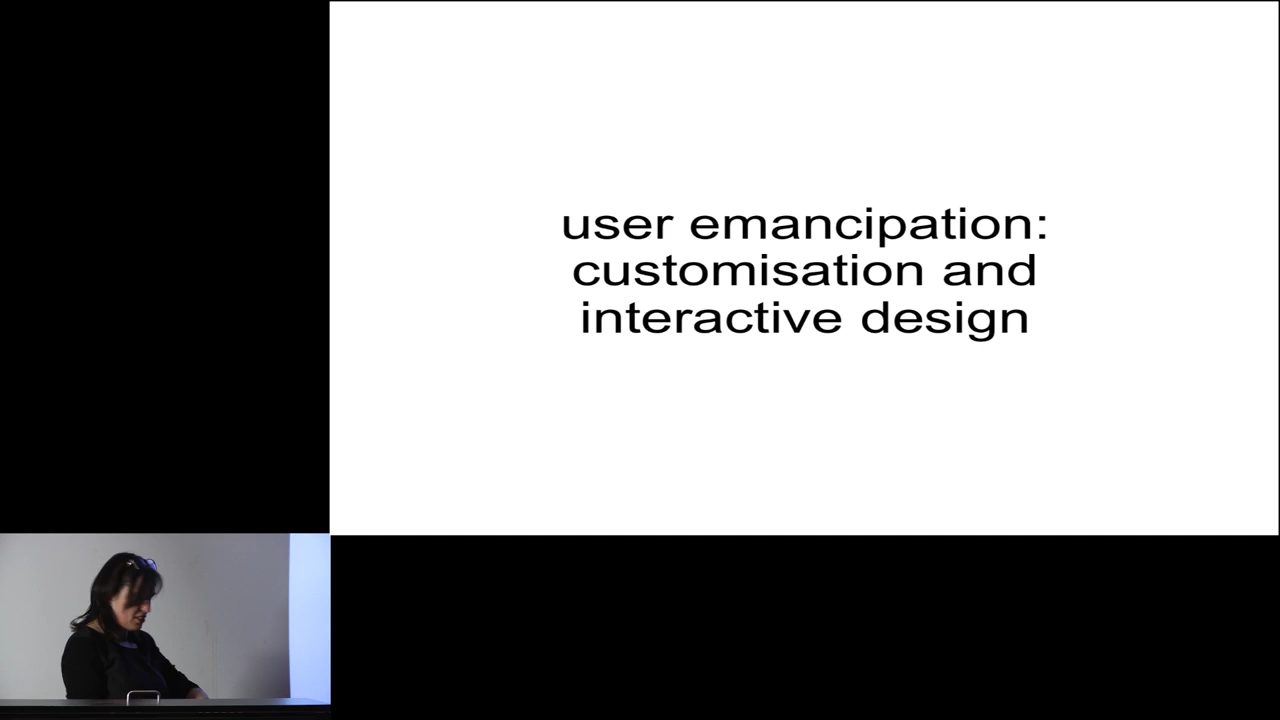 user emancipation:
customisation and
interactive design